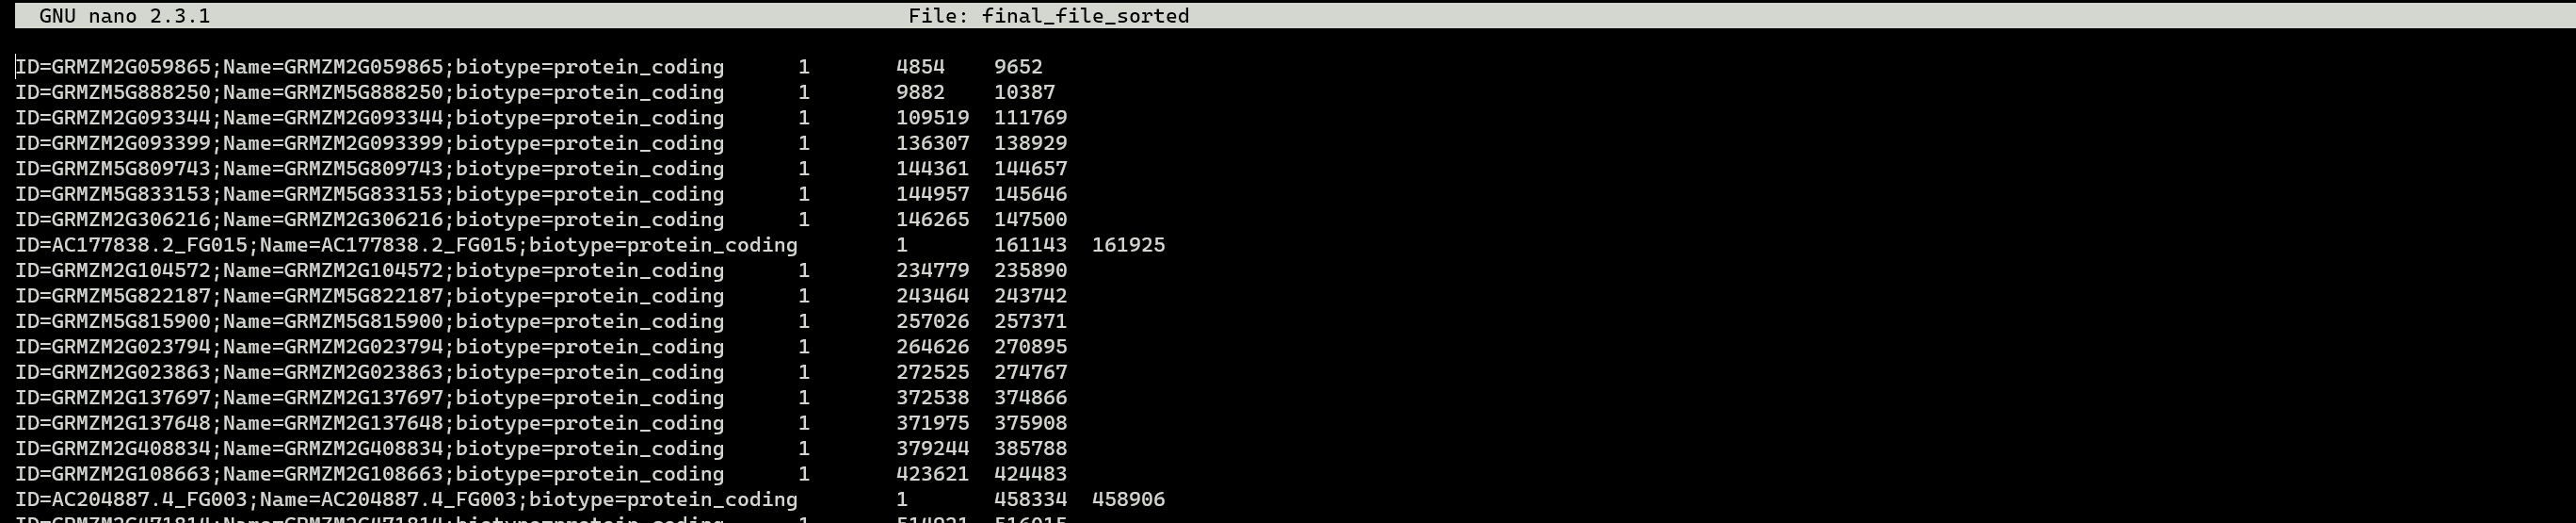 GNU nano 2.3.1 File: final_file_sorted
ID=GRMZM2G059865;Name=GRMZM2G059865;biotype=protein_coding 1 4854 9652
ID=GRMZM5G888250;Name=GRMZM5G888250;biotype=protein_coding 1 9882 10387
ID=GRMZM2G093344;Name=GRMZM2G093344;biotype=protein_coding 1 109519 111769
ID=GRMZM2G093399;Name=GRMZM2G093399;biotype=protein_coding 1 136307 138929
ID=GRMZM5G809743;Name=GRMZM5G809743;biotype=protein_coding 1 144361 144657
ID=GRMZM5G833153;Name=GRMZM5G833153;biotype=protein_coding 1 144957 145646
ID=GRMZM2G306216;Name=GRMZM2G306216;biotype=protein_coding 1 146265 147500
ID=AC177838.2_FG015;Name=AC177838.2_FG015;biotype=protein_coding 1 161143 161925
ID=GRMZM2G104572;Name=GRMZM2G104572;biotype=protein_coding 1 234779 235890
ID=GRMZM5G822187;Name=GRMZM5G822187;biotype=protein_coding 1 243464 243742
ID=GRMZM5G815900;Name=GRMZM5G815900;biotype=protein_coding 1 257026 257371
ID=GRMZM2G023794;Name=GRMZM2G023794;biotype=protein_coding 1 264626 270895
ID=GRMZM2G023863;Name=GRMZM2G023863;biotype=protein_coding 1 272525 274767
ID=GRMZM2G137697;Name=GRMZM2G137697;biotype=protein_coding 1 372538 374866
ID=GRMZM2G137648;Name=GRMZM2G137648;biotype=protein_coding 1 371975 375908
ID=GRMZM2G408834;Name=GRMZM2G408834;biotype=protein_coding 1 379244 385788
ID=GRMZM2G108663;Name=GRMZM2G108663;biotype=protein_coding 1 423621 424483
ID=AC204887.4_FG003;Name=AC204887.4_FG003;biotype=protein_coding 1 458334 458906